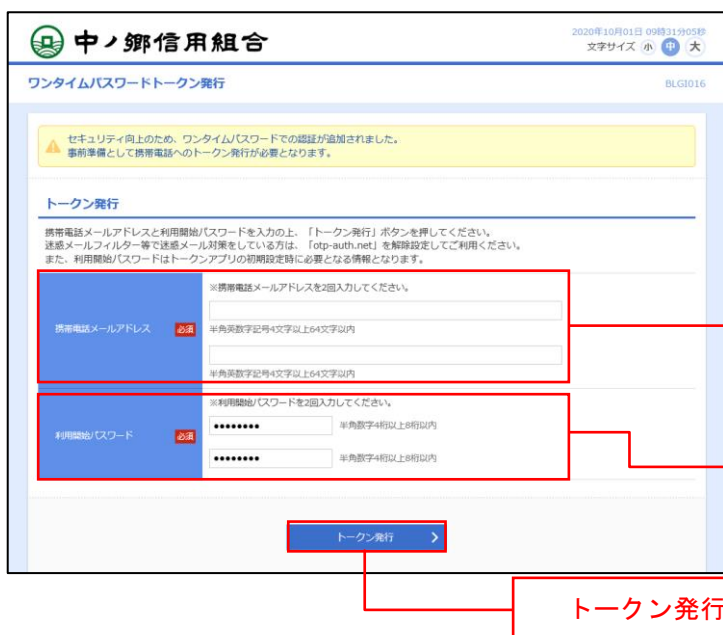 中ノ郷信用組合
2020年10月01日 09時31分05秒
文字サイズ 小 中 大
ワンタイムパスワードトークン発行
BLGI016
セキュリティ向上のため、ワンタイムパスワードでの認証が追加されました。
事前準備として携帯電話へのトークン発行が必要となります。
トークン発行
携帯電話メールアドレスと利用開始パスワードを入力の上、「トークン発行」ボタンを押してください。
迷惑メールフィルター等で迷惑メール対策をしている方は、「otp-auth.net」を解除設定してご利用ください。
また、利用開始パスワードはトークンアプリの初期設定時に必要となる情報となります。
※携帯電話メールアドレスを2回入力してください。
携帯電話メールアドレス 必須
半角英数字記号4文字以上64文字以内
半角英数字記号4文字以上64文字以内
※利用開始パスワードを2回入力してください。
●●●●●●●● 半角数字4桁以上8桁以内
利用開始パスワード 必須
●●●●●●●● 半角数字4桁以上8桁以内
トークン発行
トークン発行